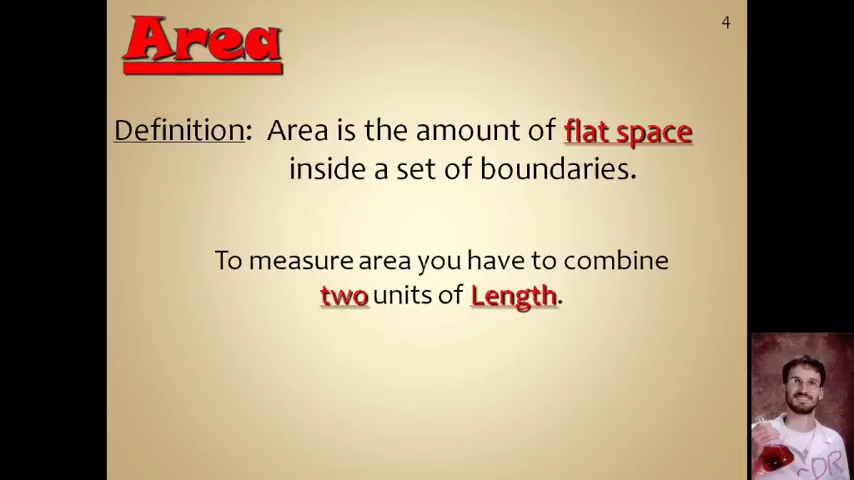 4
Area
Definition: Area is the amount of flat space
inside a set of boundaries.
To measure area you have to combine
two units of Length.
DR